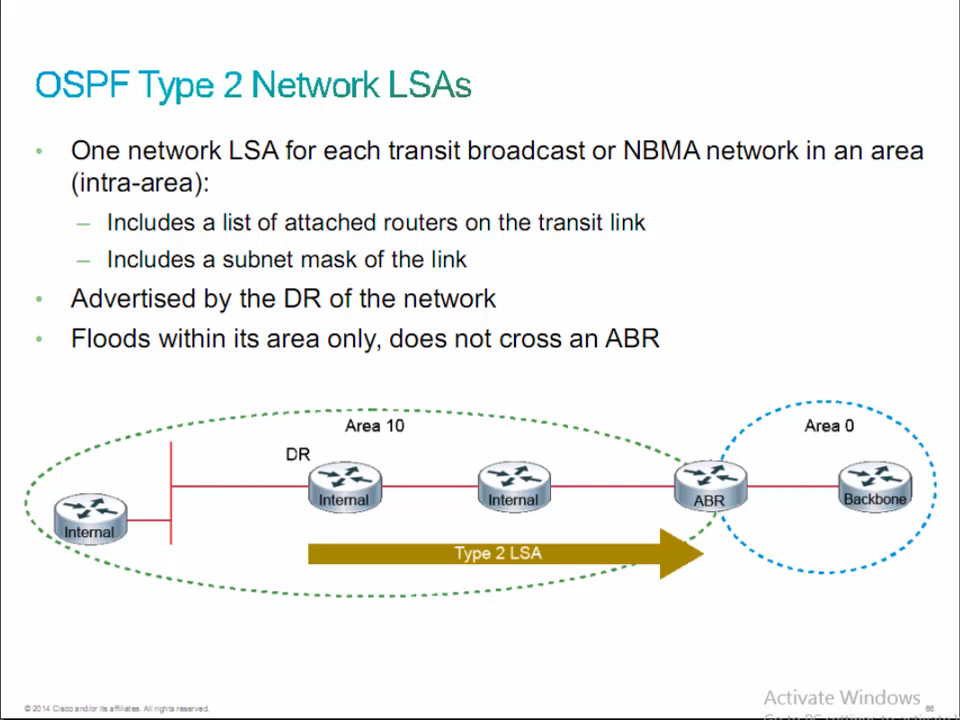 OSPF Type 2 Network LSAs
• One network LSA for each transit broadcast or NBMA network in an area
(intra-area):
– Includes a list of attached routers on the transit link
– Includes a subnet mask of the link
• Advertised by the DR of the network
• Floods within its area only, does not cross an ABR
Area 10
Area 0
DR
Internal
Internal
Internal
ABR
Backbone
Type 2 LSA
Activate Windows
© 2014 Cisco and/or its affiliates. All rights reserved.